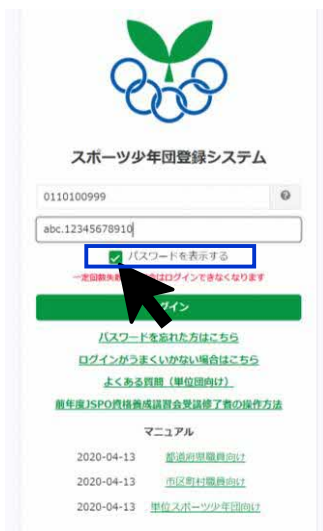 スポーツ少年団登録システム
0110100999
abc.12345678910
パスワードを表示する
一定回数失敗 はログインできなくなります
グイン
パスワードを忘れた方はこちら
ログインがうまくいかない場合はこちら
よくある質問（単位団向け）
前年度JSPO資格養成講習会受講修了者の操作方法
マニュアル
2020-04-13 都道府県職員向け
2020-04-13 市区町村職員向け
2020-04-13 単位スポーツ少年団向け